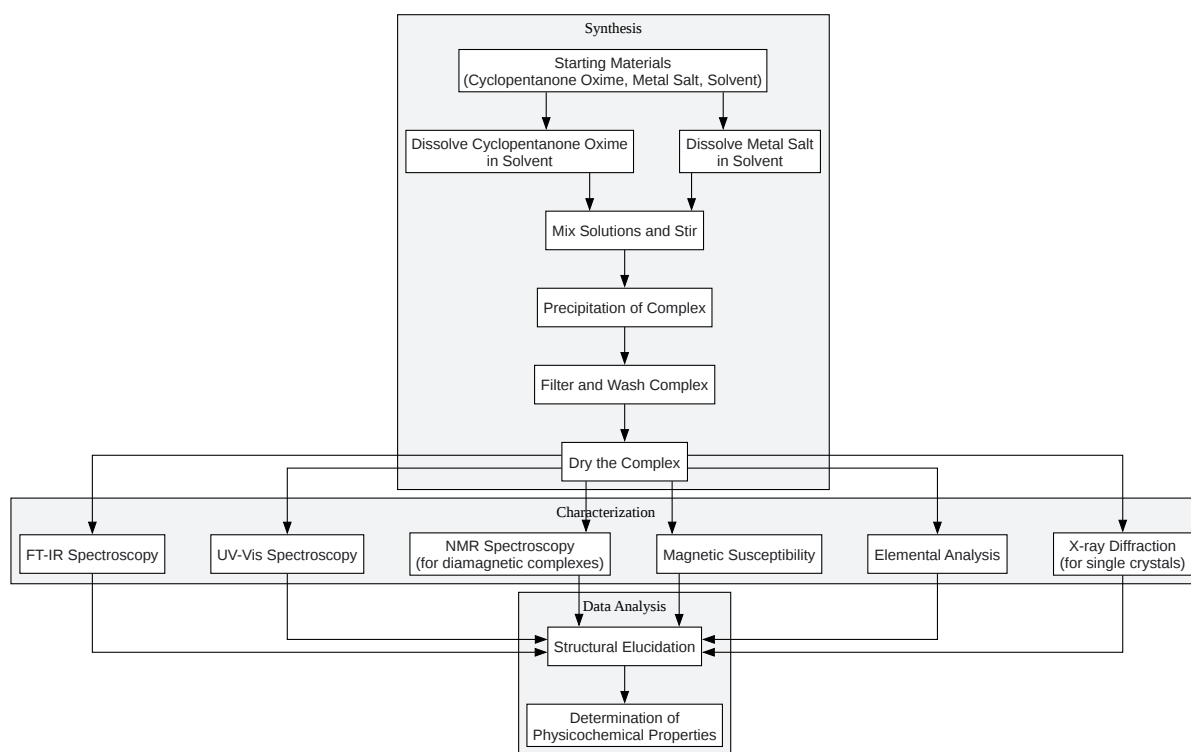 Synthesis
Starting Materials
(Cyclopentanone Oxime, Metal Salt, Solvent)
Dissolve Cyclopentanone Oxime
in Solvent
Dissolve Metal Salt
in Solvent
Mix Solutions and Stir
Precipitation of Complex
Filter and Wash Complex
Dry the Complex
Characterization
FT-IR Spectroscopy
UV-Vis Spectroscopy
NMR Spectroscopy
(for diamagnetic complexes)
Magnetic Susceptibility
Elemental Analysis
X-ray Diffraction
(for single crystals)
Data Analysis
Structural Elucidation
Determination of
Physicochemical Properties